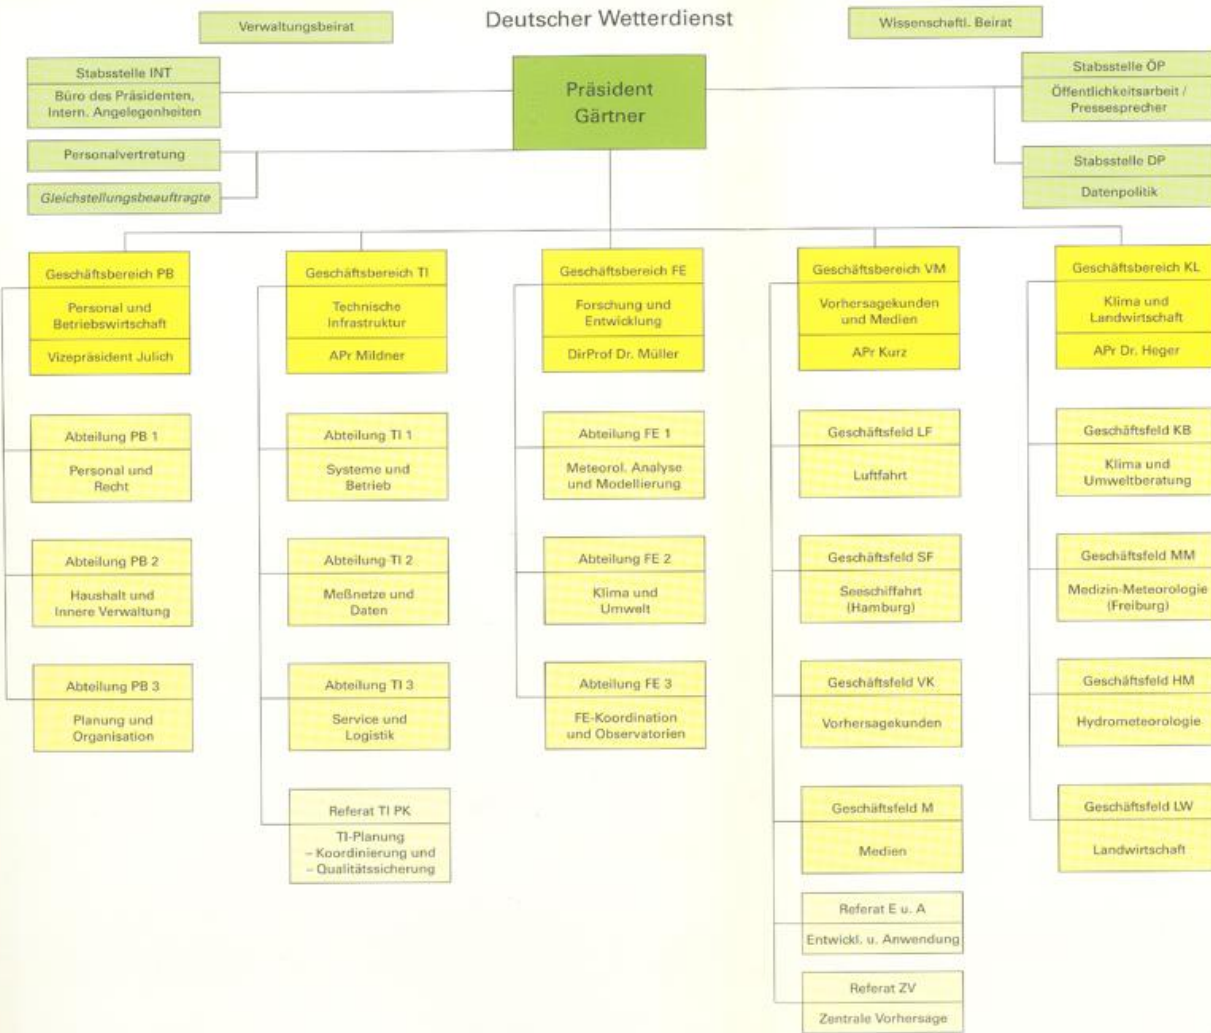 Deutscher Wetterdienst
Verwaltungsbeirat
Wissenschaftl. Beirat
Stabsstelle INT
Büro des Präsidenten,
Intern. Angelegenheiten
Personalvertretung
Gleichstellungsbeauftragte
Präsident
Gärtner
Stabsstelle ÖP
Öffentlichkeitsarbeit /
Pressesprecher
Stabsstelle DP
Datenpolitik
Geschäftsbereich PB
Personal und
Betriebswirtschaft
Vizepräsident Julich
Abteilung PB 1
Personal und
Recht
Abteilung PB 2
Haushalt und
Innere Verwaltung
Abteilung PB 3
Planung und
Organisation
Geschäftsbereich TI
Technische
Infrastruktur
APr Mildner
Abteilung TI 1
Systeme und
Betrieb
Abteilung TI 2
Meßnetze und
Daten
Abteilung TI 3
Service und
Logistik
Referat TI PK
TI-Planung
– Koordinierung und
– Qualitätssicherung
Geschäftsbereich FE
Forschung und
Entwicklung
DirProf Dr. Müller
Abteilung FE 1
Meteorol. Analyse
und Modellierung
Abteilung FE 2
Klima und
Umwelt
Abteilung FE 3
FE-Koordination
und Observatorien
Geschäftsbereich VM
Vorhersagekunden
und Medien
APr Kurz
Geschäftsfeld LF
Luftfahrt
Geschäftsfeld SF
Seeschiffahrt
(Hamburg)
Geschäftsfeld VK
Vorhersagekunden
Geschäftsfeld M
Medien
Referat E u. A
Entwickl. u. Anwendung
Referat ZV
Zentrale Vorhersage
Geschäftsbereich KL
Klima und
Landwirtschaft
APr Dr. Heger
Geschäftsfeld KB
Klima und
Umweltberatung
Geschäftsfeld MM
Medizin-Meteorologie
(Freiburg)
Geschäftsfeld HM
Hydrometeorologie
Geschäftsfeld LW
Landwirtschaft